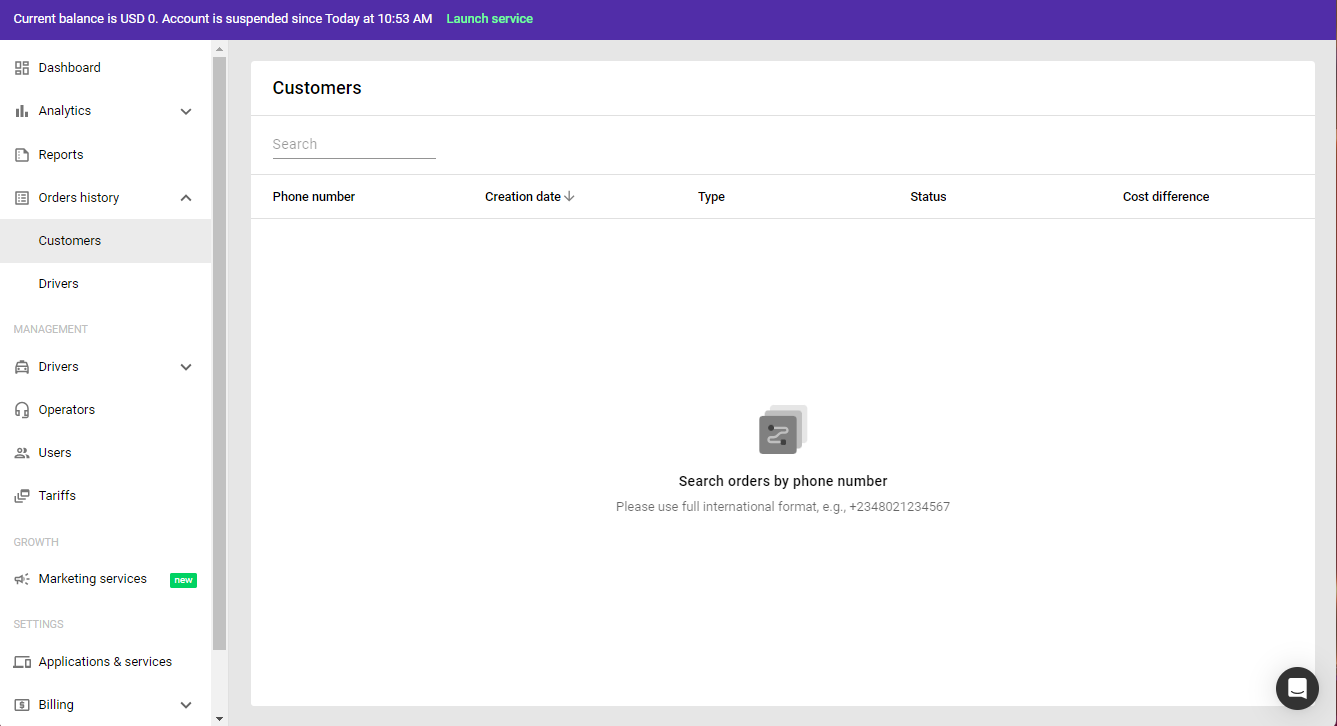 Current balance is USD 0. Account is suspended since Today at 10:53 AM Launch service
Dashboard
Analytics
Reports
Orders history
Customers
Drivers
MANAGEMENT
Drivers
Operators
Users
Tariffs
GROWTH
Marketing services new
SETTINGS
Applications & services
Billing
Customers
Search
Phone number Creation date Type Status Cost difference
Search orders by phone number
Please use full international format, e.g., +2348021234567